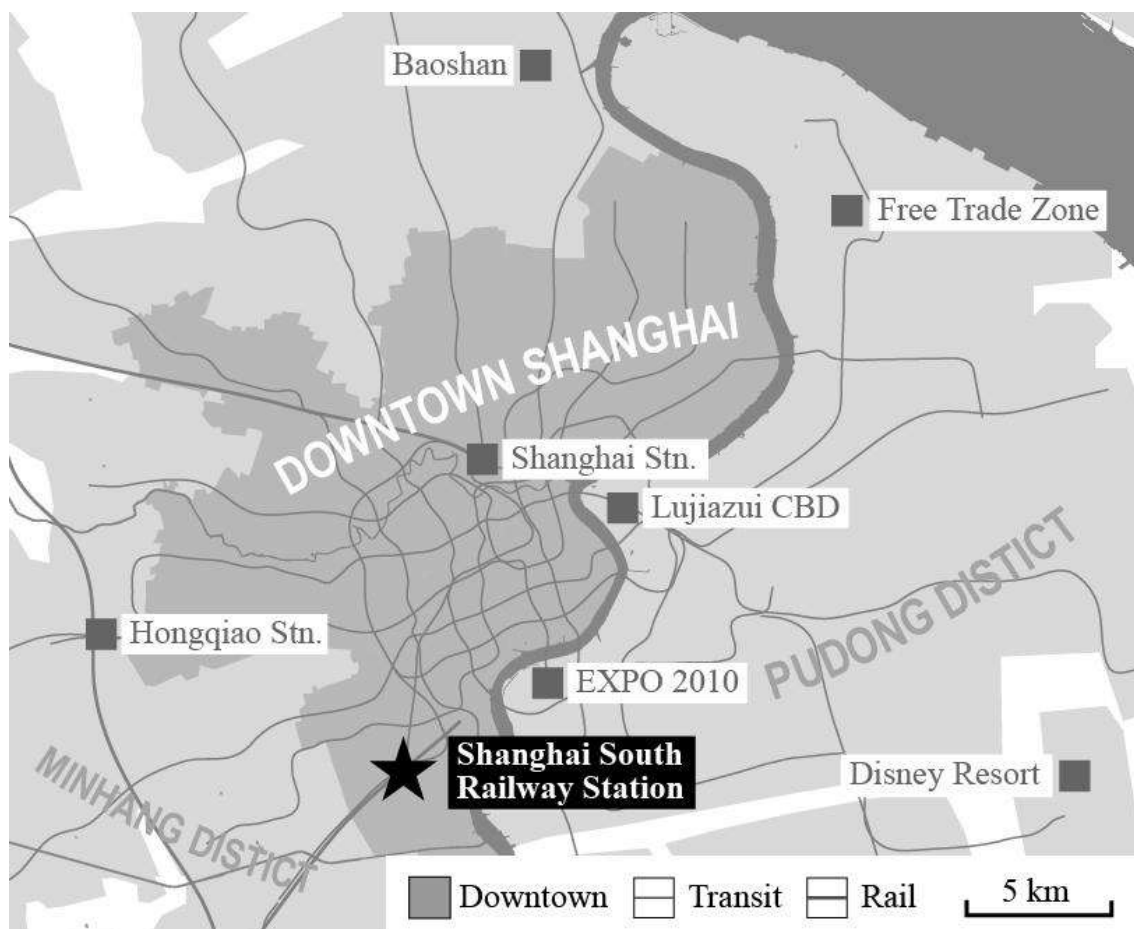 Baoshan
Free Trade Zone
DOWNTOWN SHANGHAI
Shanghai Stn.
Lujiazui CBD
PUDONG DISTICT
Hongqiao Stn.
EXPO 2010
Shanghai South
Railway Station
Disney Resort
MINHANG DISTICT
Downtown
Transit
Rail
5 km